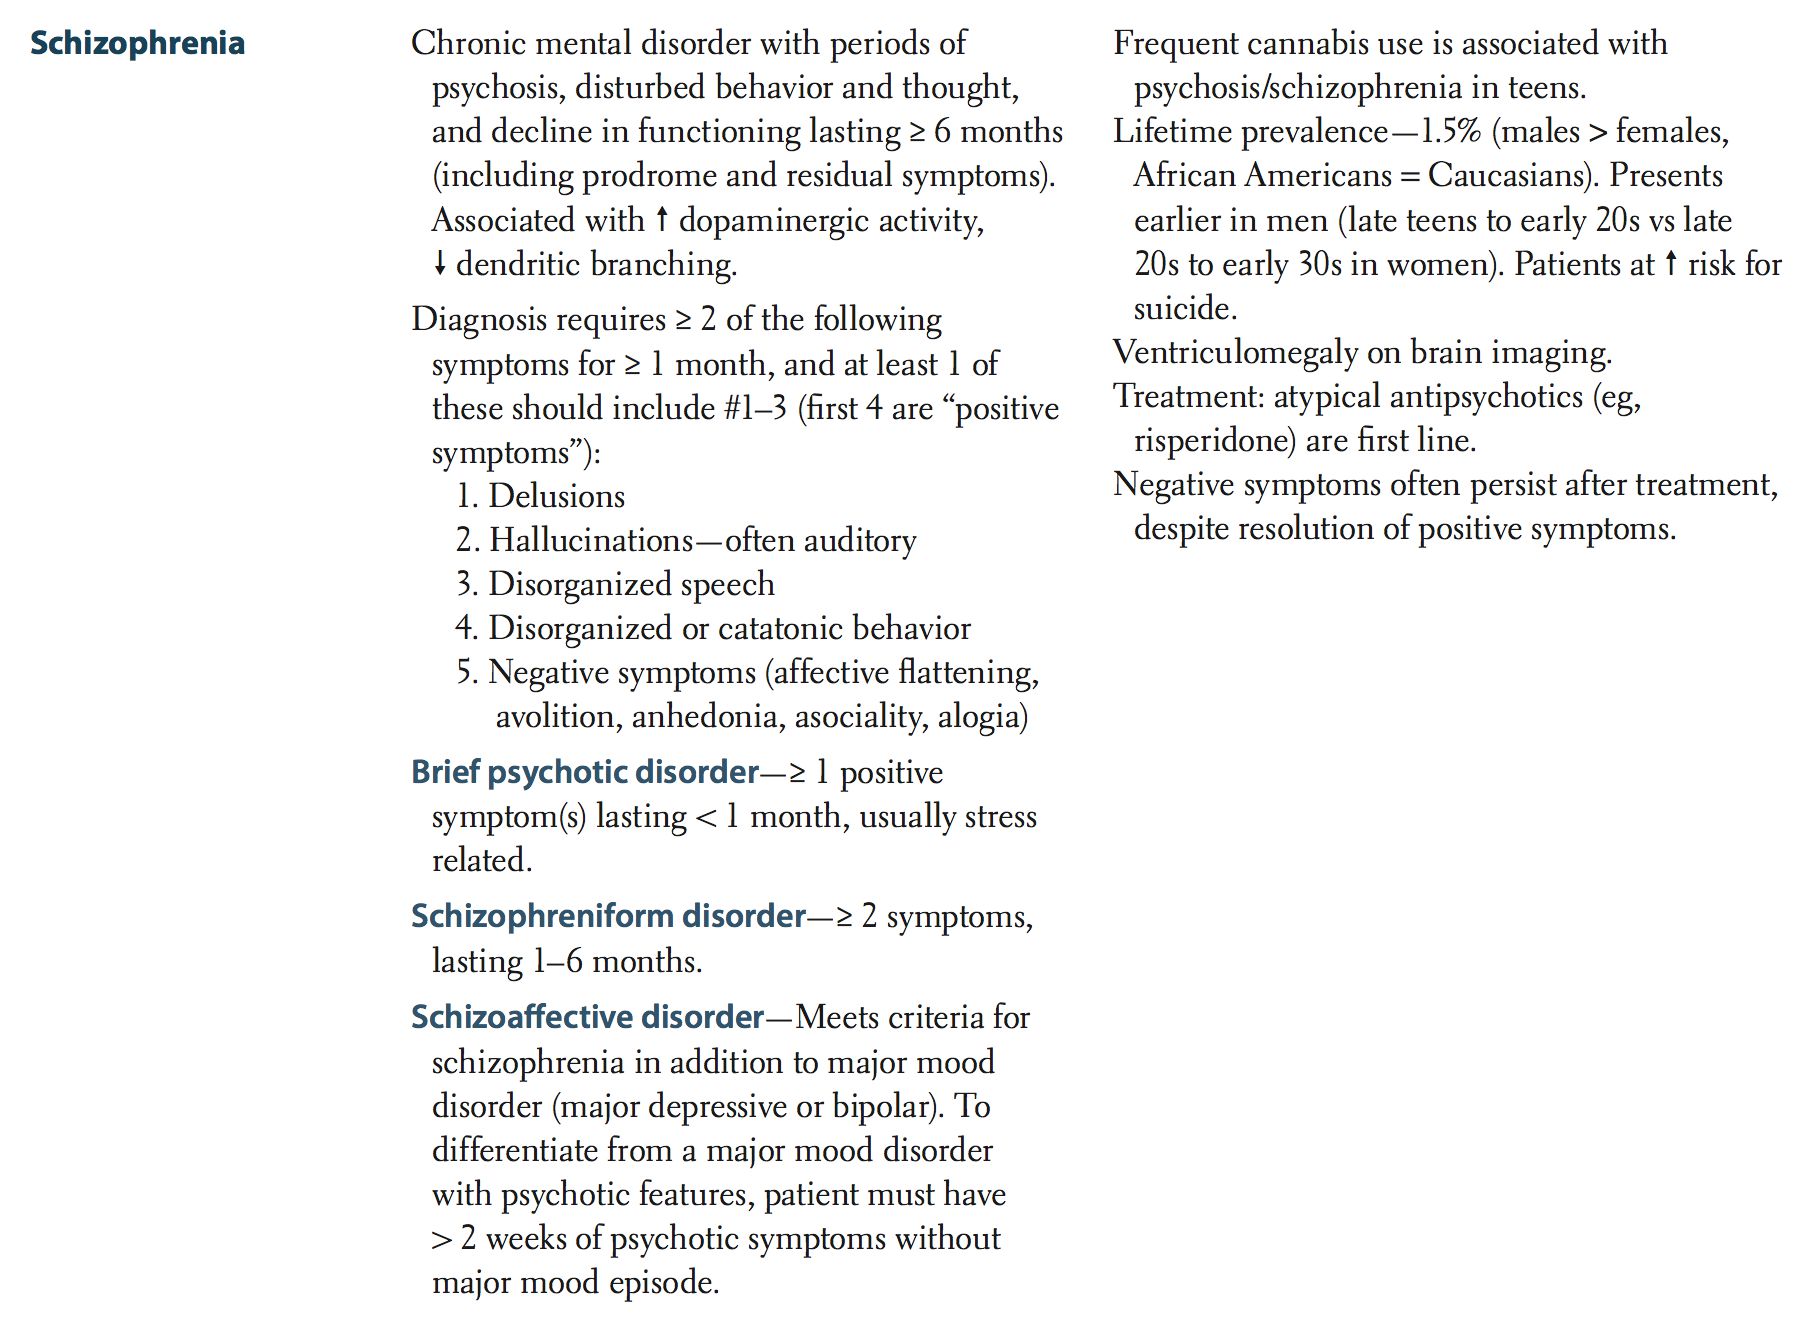 Schizophrenia
Chronic mental disorder with periods of
psychosis, disturbed behavior and thought,
and decline in functioning lasting ≥ 6 months
(including prodrome and residual symptoms).
Associated with ↑ dopaminergic activity,
↓ dendritic branching.
Diagnosis requires ≥ 2 of the following
symptoms for ≥ 1 month, and at least 1 of
these should include #1–3 (first 4 are “positive
symptoms”):
1. Delusions
2. Hallucinations—often auditory
3. Disorganized speech
4. Disorganized or catatonic behavior
5. Negative symptoms (affective flattening,
avolition, anhedonia, asociality, alogia)
Brief psychotic disorder—≥ 1 positive
symptom(s) lasting < 1 month, usually stress
related.
Schizophreniform disorder—≥ 2 symptoms,
lasting 1–6 months.
Schizoaffective disorder—Meets criteria for
schizophrenia in addition to major mood
disorder (major depressive or bipolar). To
differentiate from a major mood disorder
with psychotic features, patient must have
> 2 weeks of psychotic symptoms without
major mood episode.
Frequent cannabis use is associated with
psychosis/schizophrenia in teens.
Lifetime prevalence—1.5% (males > females,
African Americans = Caucasians). Presents
earlier in men (late teens to early 20s vs late
20s to early 30s in women). Patients at ↑ risk for
suicide.
Ventriculomegaly on brain imaging.
Treatment: atypical antipsychotics (eg,
risperidone) are first line.
Negative symptoms often persist after treatment,
despite resolution of positive symptoms.